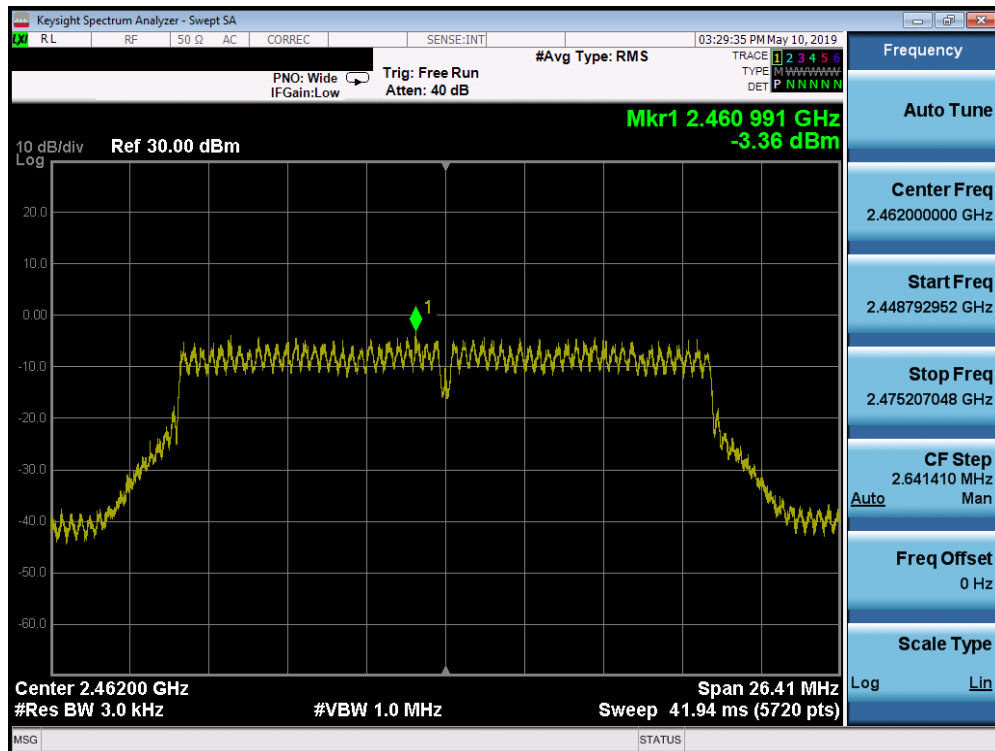 Keysight Spectrum Analyzer - Swept SA
LXI RL RF 50 Ω AC CORREC SENSE:INT 03:29:35 PM May 10, 2019
#Avg Type: RMS
TRACE 1 2 3 4 5 6
TYPE M W W W W W
DET P N N N N N
PNO: Wide Trig: Free Run
IFGain:Low Atten: 40 dB
Mkr1 2.460 991 GHz
-3.36 dBm
10 dB/div Ref 30.00 dBm
Log
20.0
10.0
0.00
-10.0
-20.0
-30.0
-40.0
-50.0
-60.0
1
Center 2.46200 GHz Span 26.41 MHz
#Res BW 3.0 kHz #VBW 1.0 MHz Sweep 41.94 ms (5720 pts)
MSG STATUS
Frequency
Auto Tune
Center Freq
2.462000000 GHz
Start Freq
2.448792952 GHz
Stop Freq
2.475207048 GHz
CF Step
2.641410 MHz
Auto Man
Freq Offset
0 Hz
Scale Type
Log Lin